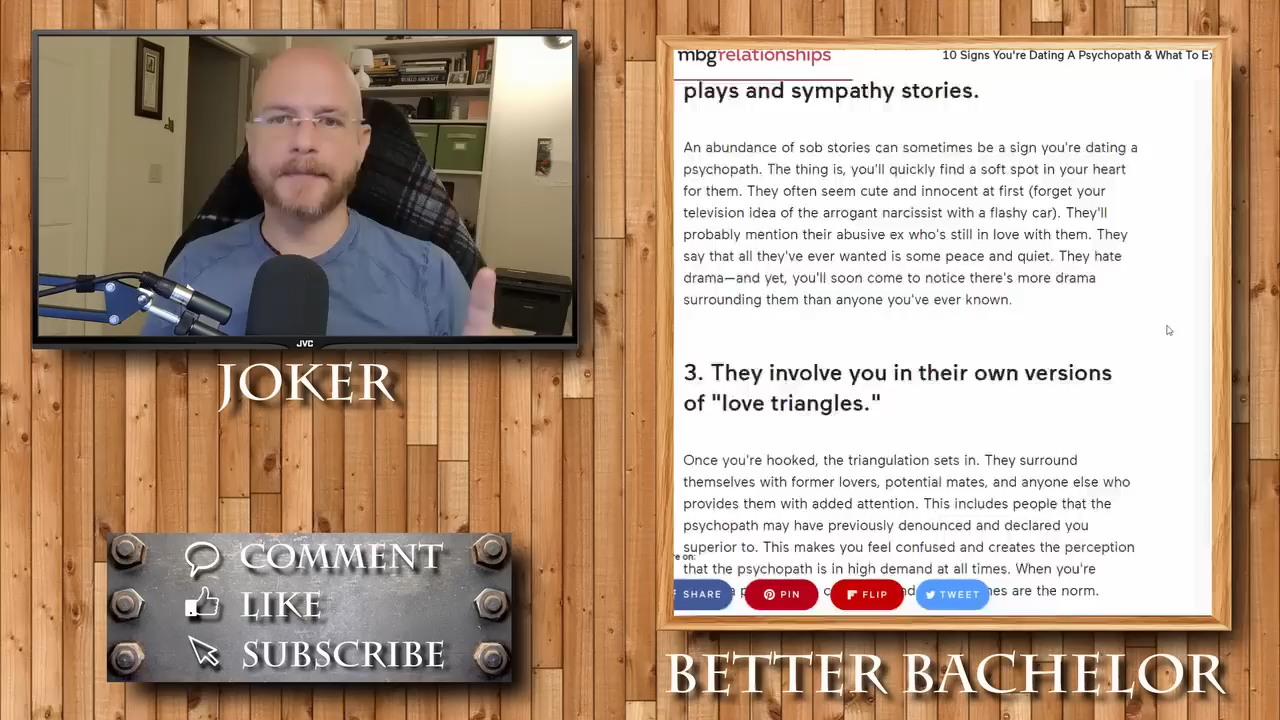 mbgrelationships
10 Signs You're Dating A Psychopath & What To Ex
plays and sympathy stories.
An abundance of sob stories can sometimes be a sign you're dating a
psychopath. The thing is, you'll quickly find a soft spot in your heart
for them. They often seem cute and innocent at first (forget your
television idea of the arrogant narcissist with a flashy car). They'll
probably mention their abusive ex who's still in love with them. They
say that all they've ever wanted is some peace and quiet. They hate
drama—and yet, you'll soon come to notice there's more drama
surrounding them than anyone you've ever known.
3. They involve you in their own versions
of "love triangles."
Once you're hooked, the triangulation sets in. They surround
themselves with former lovers, potential mates, and anyone else who
provides them with added attention. This includes people that the
psychopath may have previously denounced and declared you
superior to. This makes you feel confused and creates the perception
that the psychopath is in high demand at all times. When you're
are the norm.
on:
SHARE
PIN
FLIP
TWEET
WORLD AIRCRAFT
JVC
JOKER
COMMENT
LIKE
SUBSCRIBE
BETTER BACHELOR